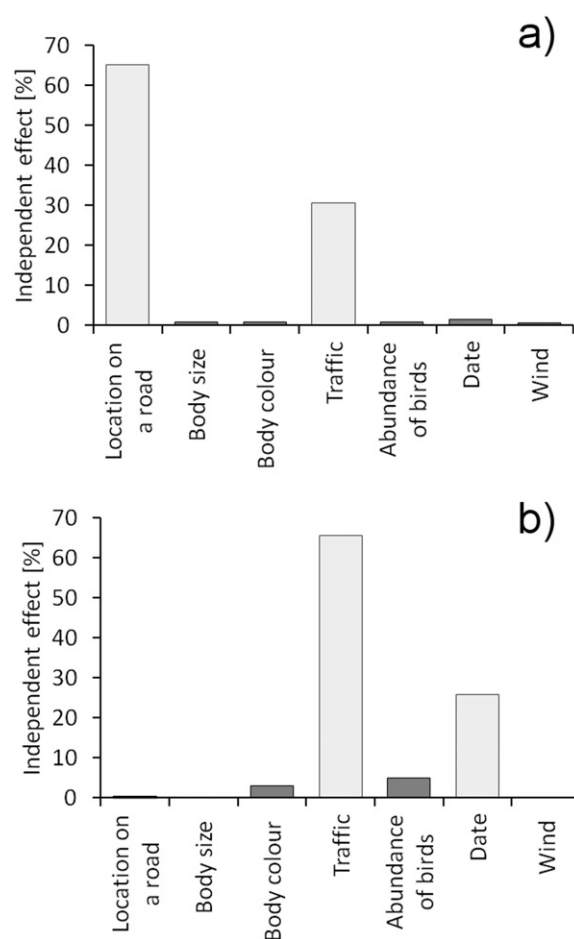 a)
Independent effect [%]
70
60
50
40
30
20
10
0
Location on
a road
Body size
Body colour
Traffic
Abundance
of birds
Date
Wind
b)
Independent effect [%]
70
60
50
40
30
20
10
0
Location on
a road
Body size
Body colour
Traffic
Abundance
of birds
Date
Wind